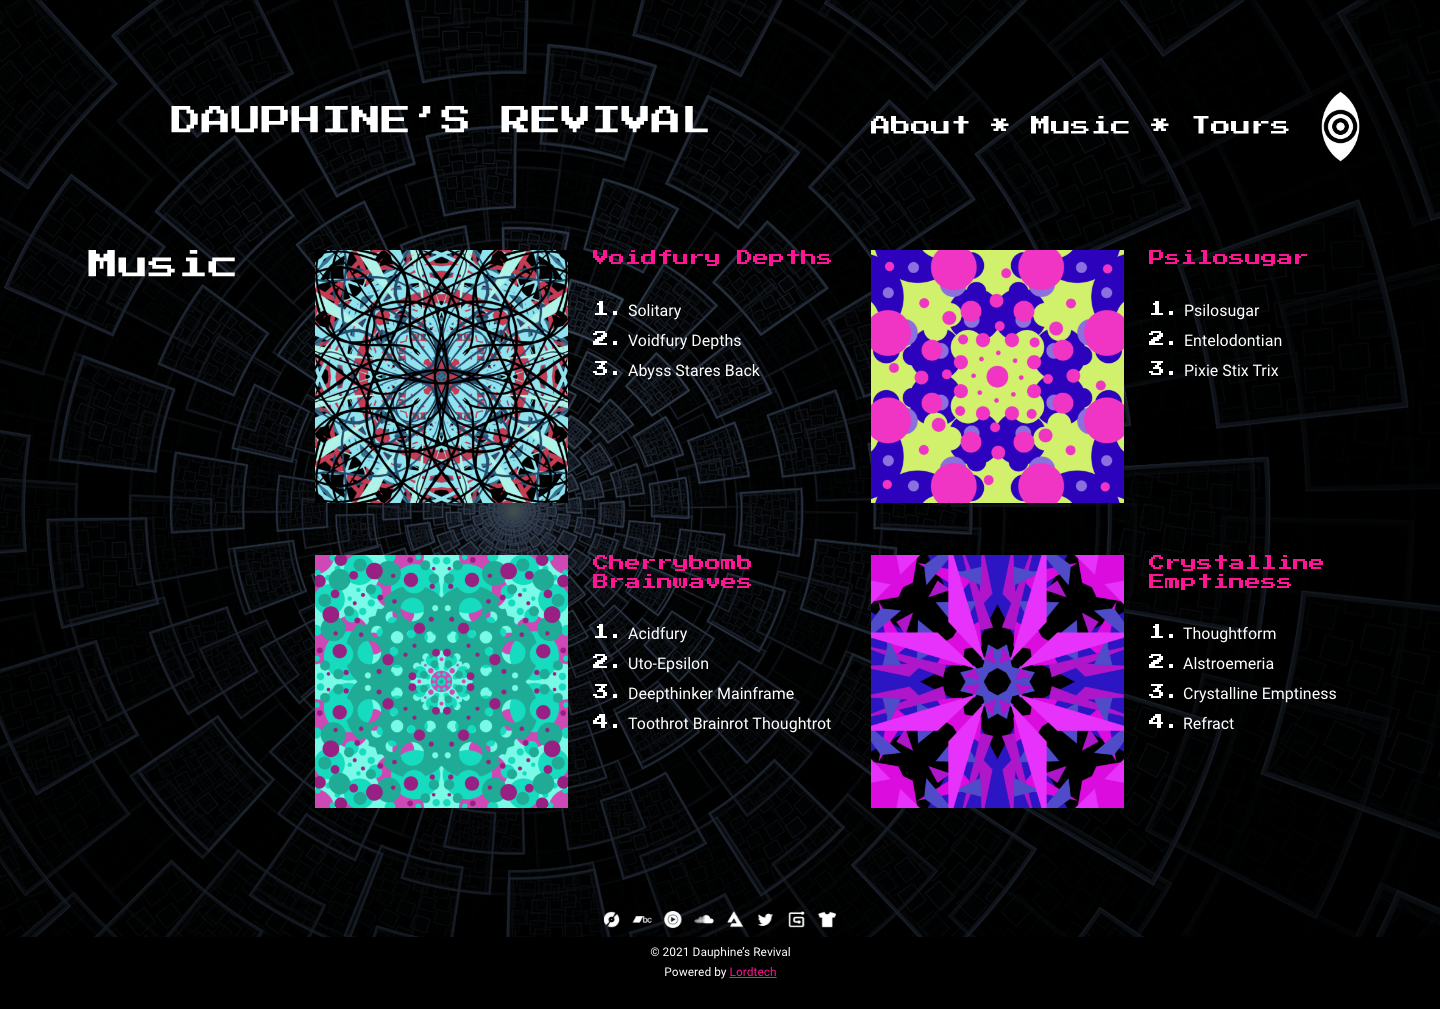 DAUPHINE'S REVIVAL
About * Music * Tours
Music
Voidfury Depths
1. Solitary
2. Voidfury Depths
3. Abyss Stares Back
Psilosugar
1. Psilosugar
2. Entelodontian
3. Pixie Stix Trix
Cherrybomb
Brainwaves
1. Acidfury
2. Uto-Epsilon
3. Deepthinker Mainframe
4. Toothrot Brainrot Thoughtrot
Crystalline
Emptiness
1. Thoughtform
2. Alstroemeria
3. Crystalline Emptiness
4. Refract
bc
© 2021 Dauphine's Revival
Powered by Lordtech